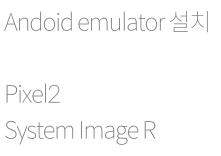 Andoid emulator 설치
Pixel2
System Image R